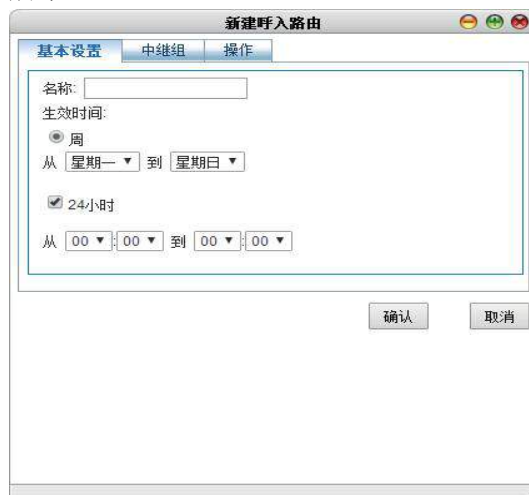 新建呼入路由
基本设置 中继组 操作
名称:
生效时间:
周
从 星期一 到 星期日
24小时
从 00 : 00 到 00 : 00
确认 取消